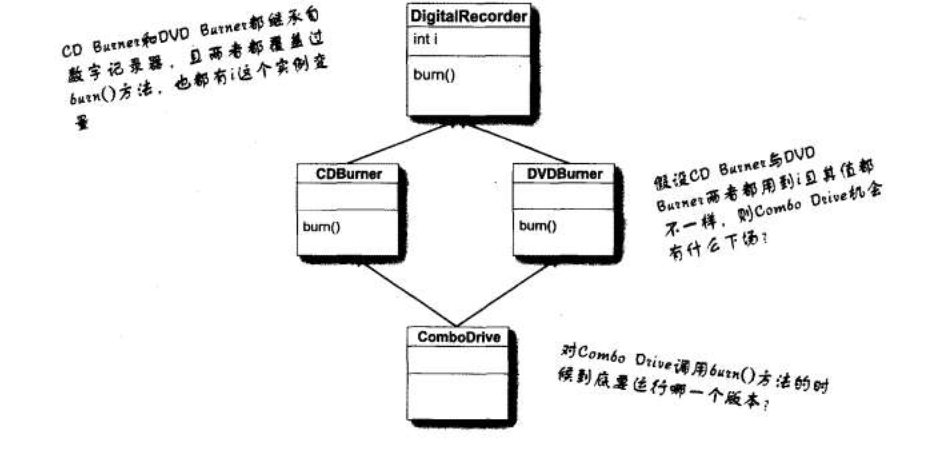 CD Burner和DVD Burner都继承自
数字记录器，且两者都覆盖过
burn()方法，也都有i这个实例变
量
DigitalRecorder
int i
burn()
CDBurner
burn()
DVDBurner
burn()
假设CD Burner与DVD
Burner两者都用到i且其值都
不一样，则Combo Drive机会
有什么下场？
ComboDrive
对Combo Drive调用burn()方法的时
候到底要运行哪一个版本？